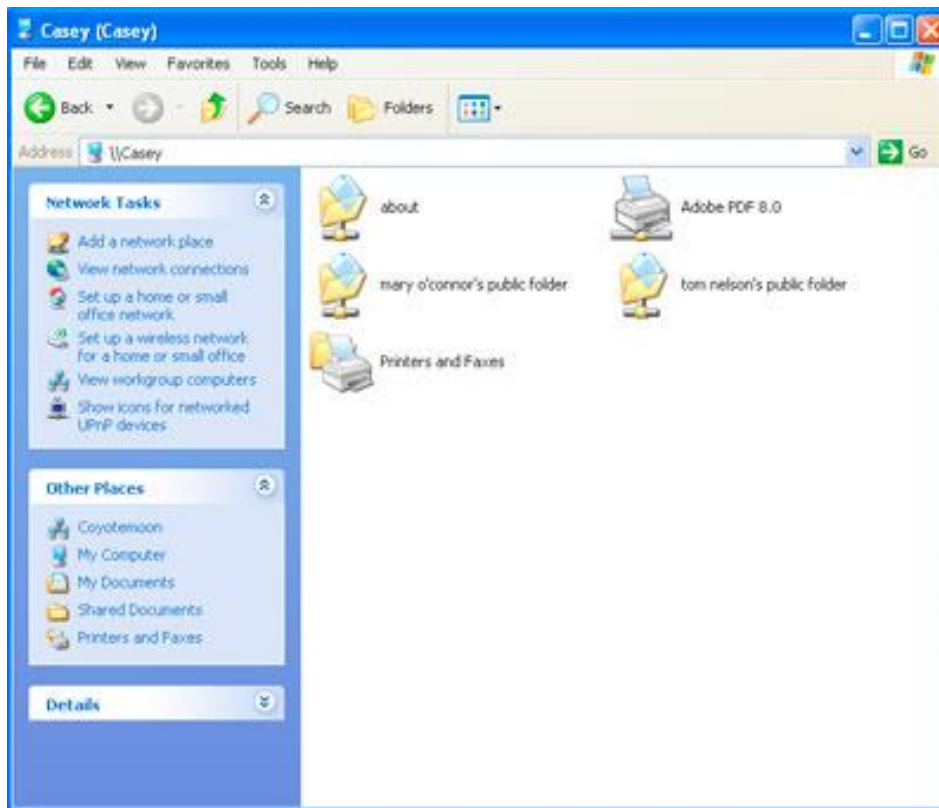 Casey (Casey)
File Edit View Favorites Tools Help
Back Search Folders
Address \\Casey Go
Network Tasks
Add a network place
View network connections
Set up a home or small
office network
Set up a wireless network
for a home or small office
View workgroup computers
Show icons for networked
UPnP devices
Other Places
Coyotemoon
My Computer
My Documents
Shared Documents
Printers and Faxes
Details
about
Adobe PDF 8.0
mary o'connor's public folder
tom nelson's public folder
Printers and Faxes